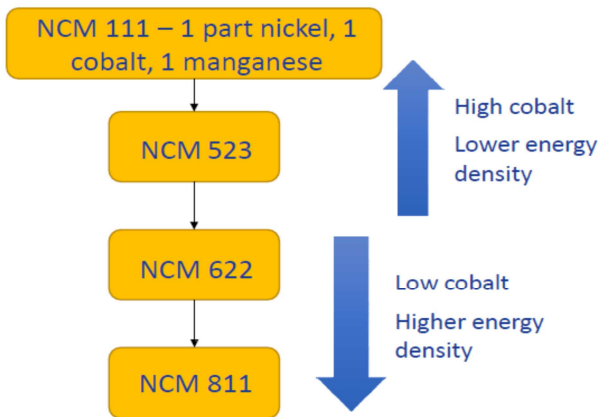 NCM 111 – 1 part nickel, 1
cobalt, 1 manganese
NCM 523
High cobalt
Lower energy
density
NCM 622
Low cobalt
Higher energy
density
NCM 811